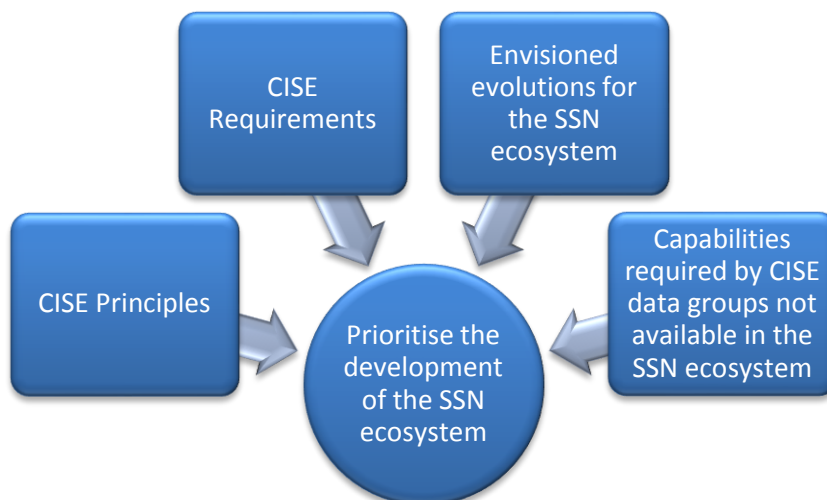 CISE
Requirements
Envisioned
evolutions for
the SSN
ecosystem
CISE Principles
Capabilities
required by CISE
data groups not
available in the
SSN ecosystem
Prioritise the
development
of the SSN
ecosystem